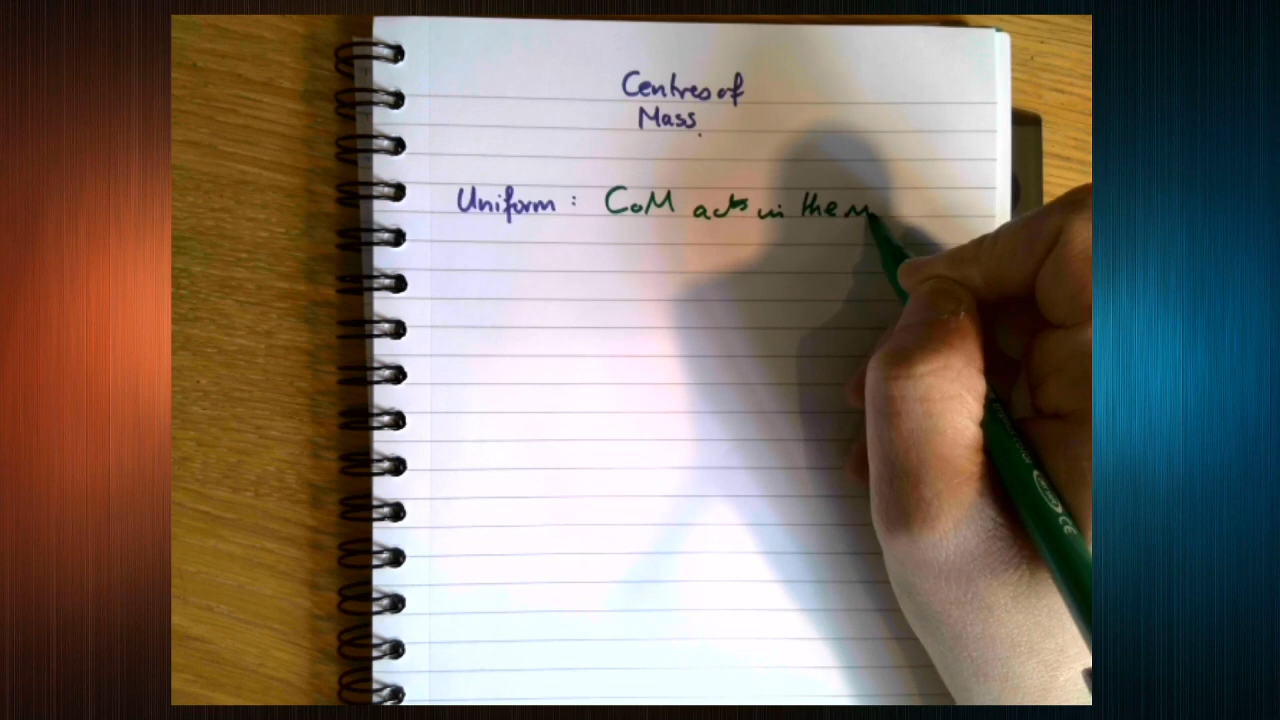 Centres of
Mass.
Uniform : CoM acts in the m